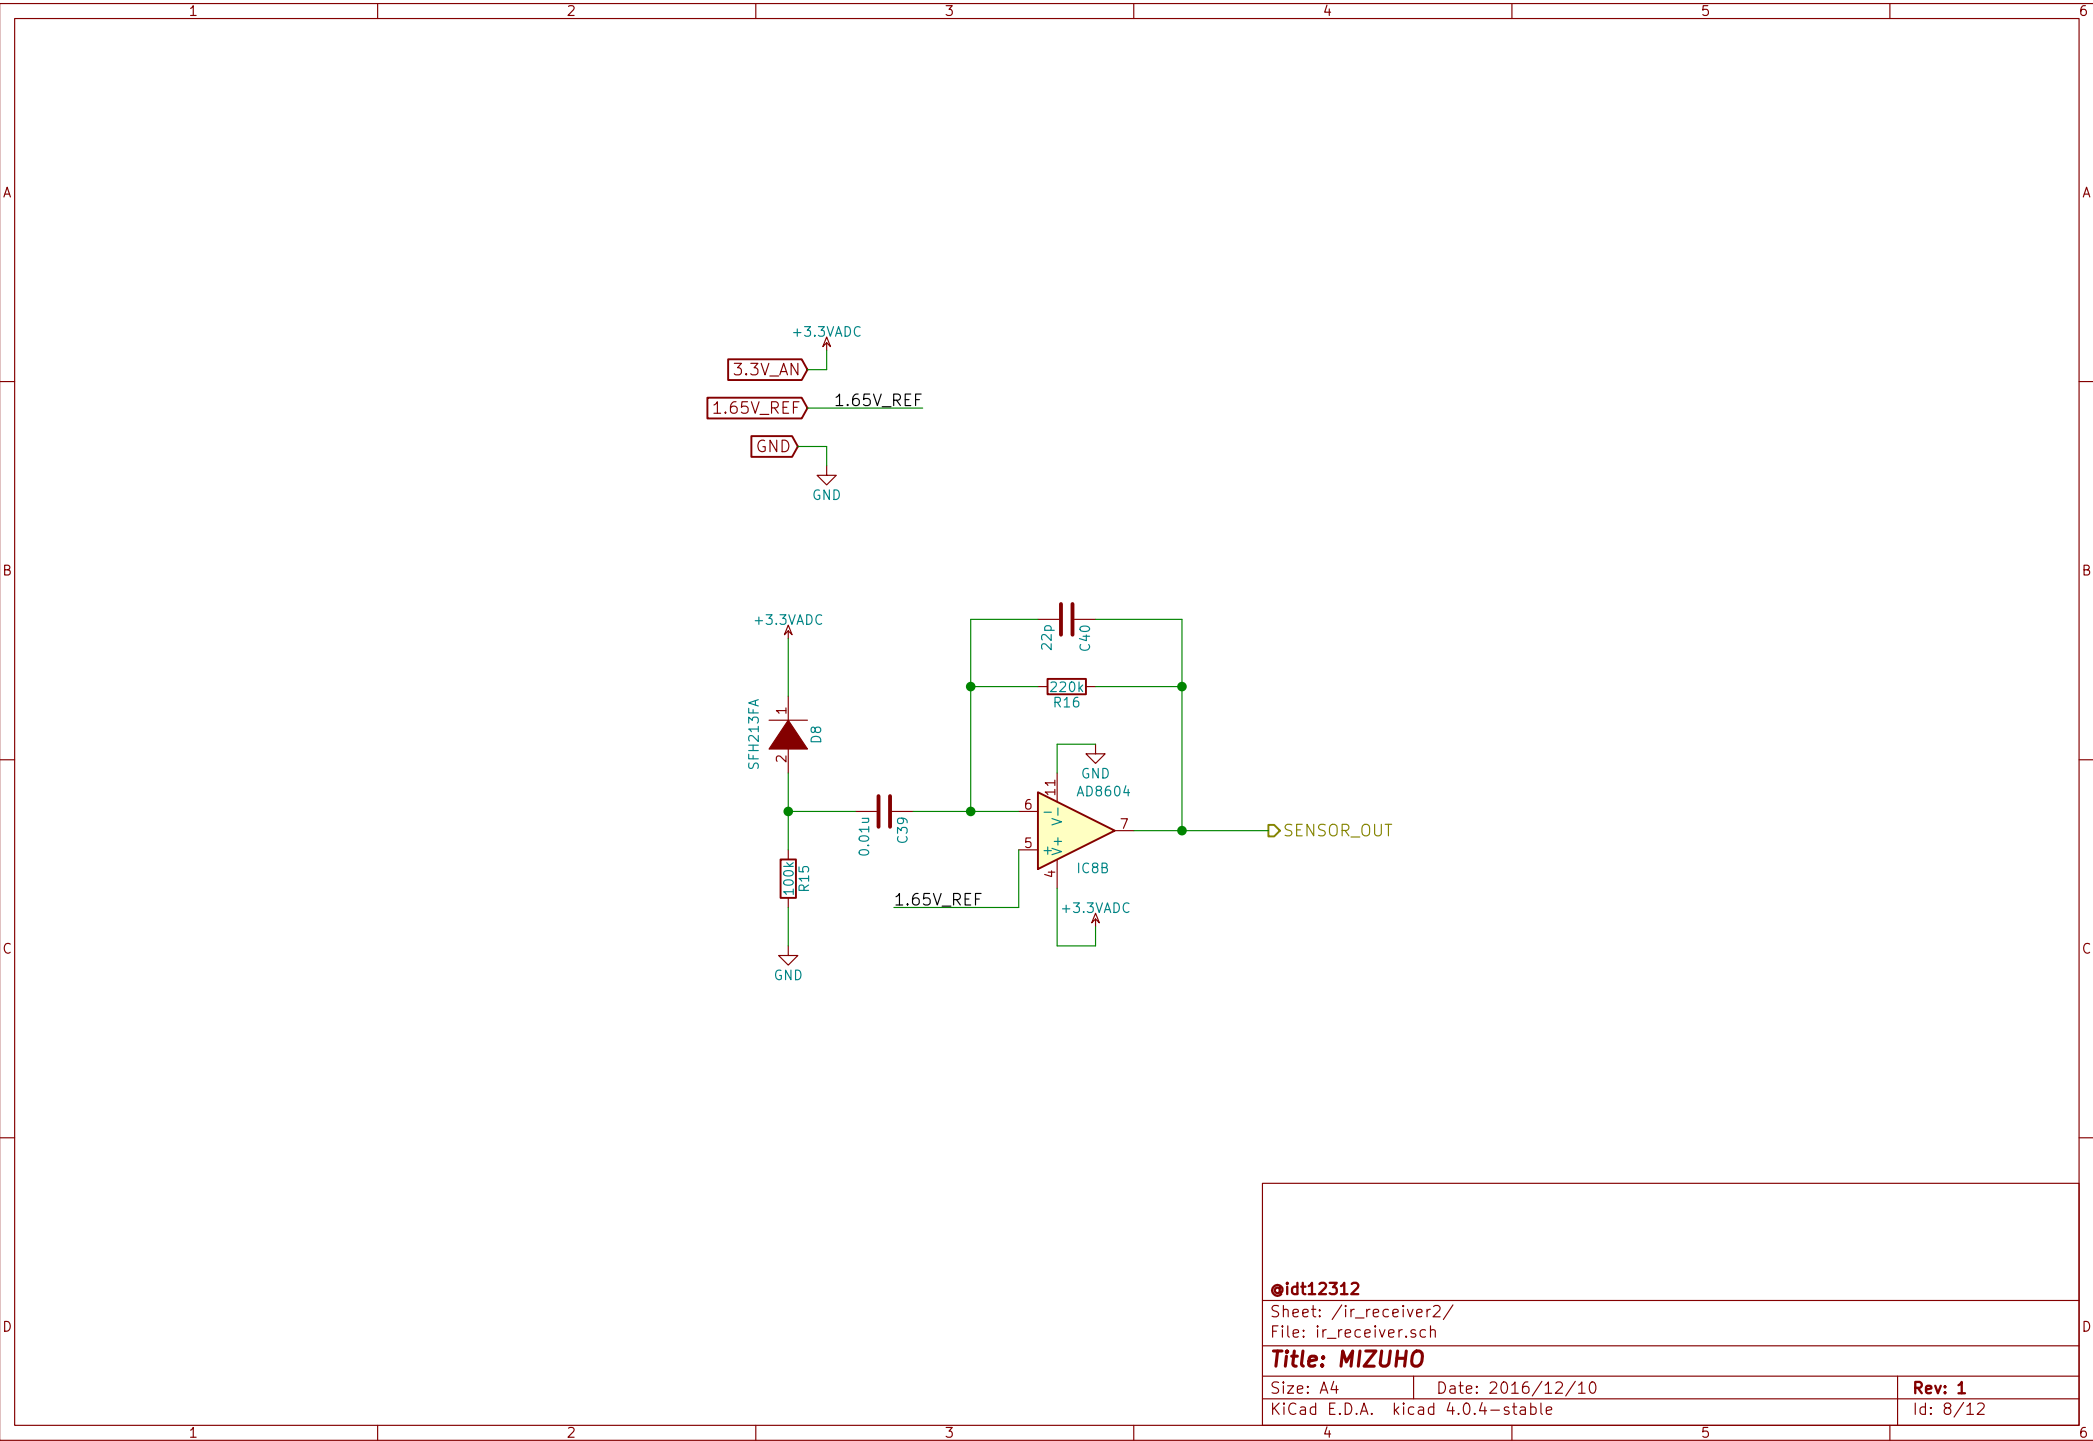 1 2 3 4 5 6
A A
+3.3VADC
3.3V_AN
1.65V_REF 1.65V_REF
GND
GND
B B
+3.3VADC
22p C40
220k
R16
SFH213FA 1 D8
2
GND
11
AD8604
0.01u C39
6 - V-
7
SENSOR_OUT
5 + V+
4
IC8B
100k R15
1.65V_REF
+3.3VADC
C C
GND
@idt12312
Sheet: /ir_receiver2/
File: ir_receiver.sch
D D
Title: MIZUHO
Size: A4 Date: 2016/12/10 Rev: 1
KiCad E.D.A. kicad 4.0.4-stable Id: 8/12
1 2 3 4 5 6